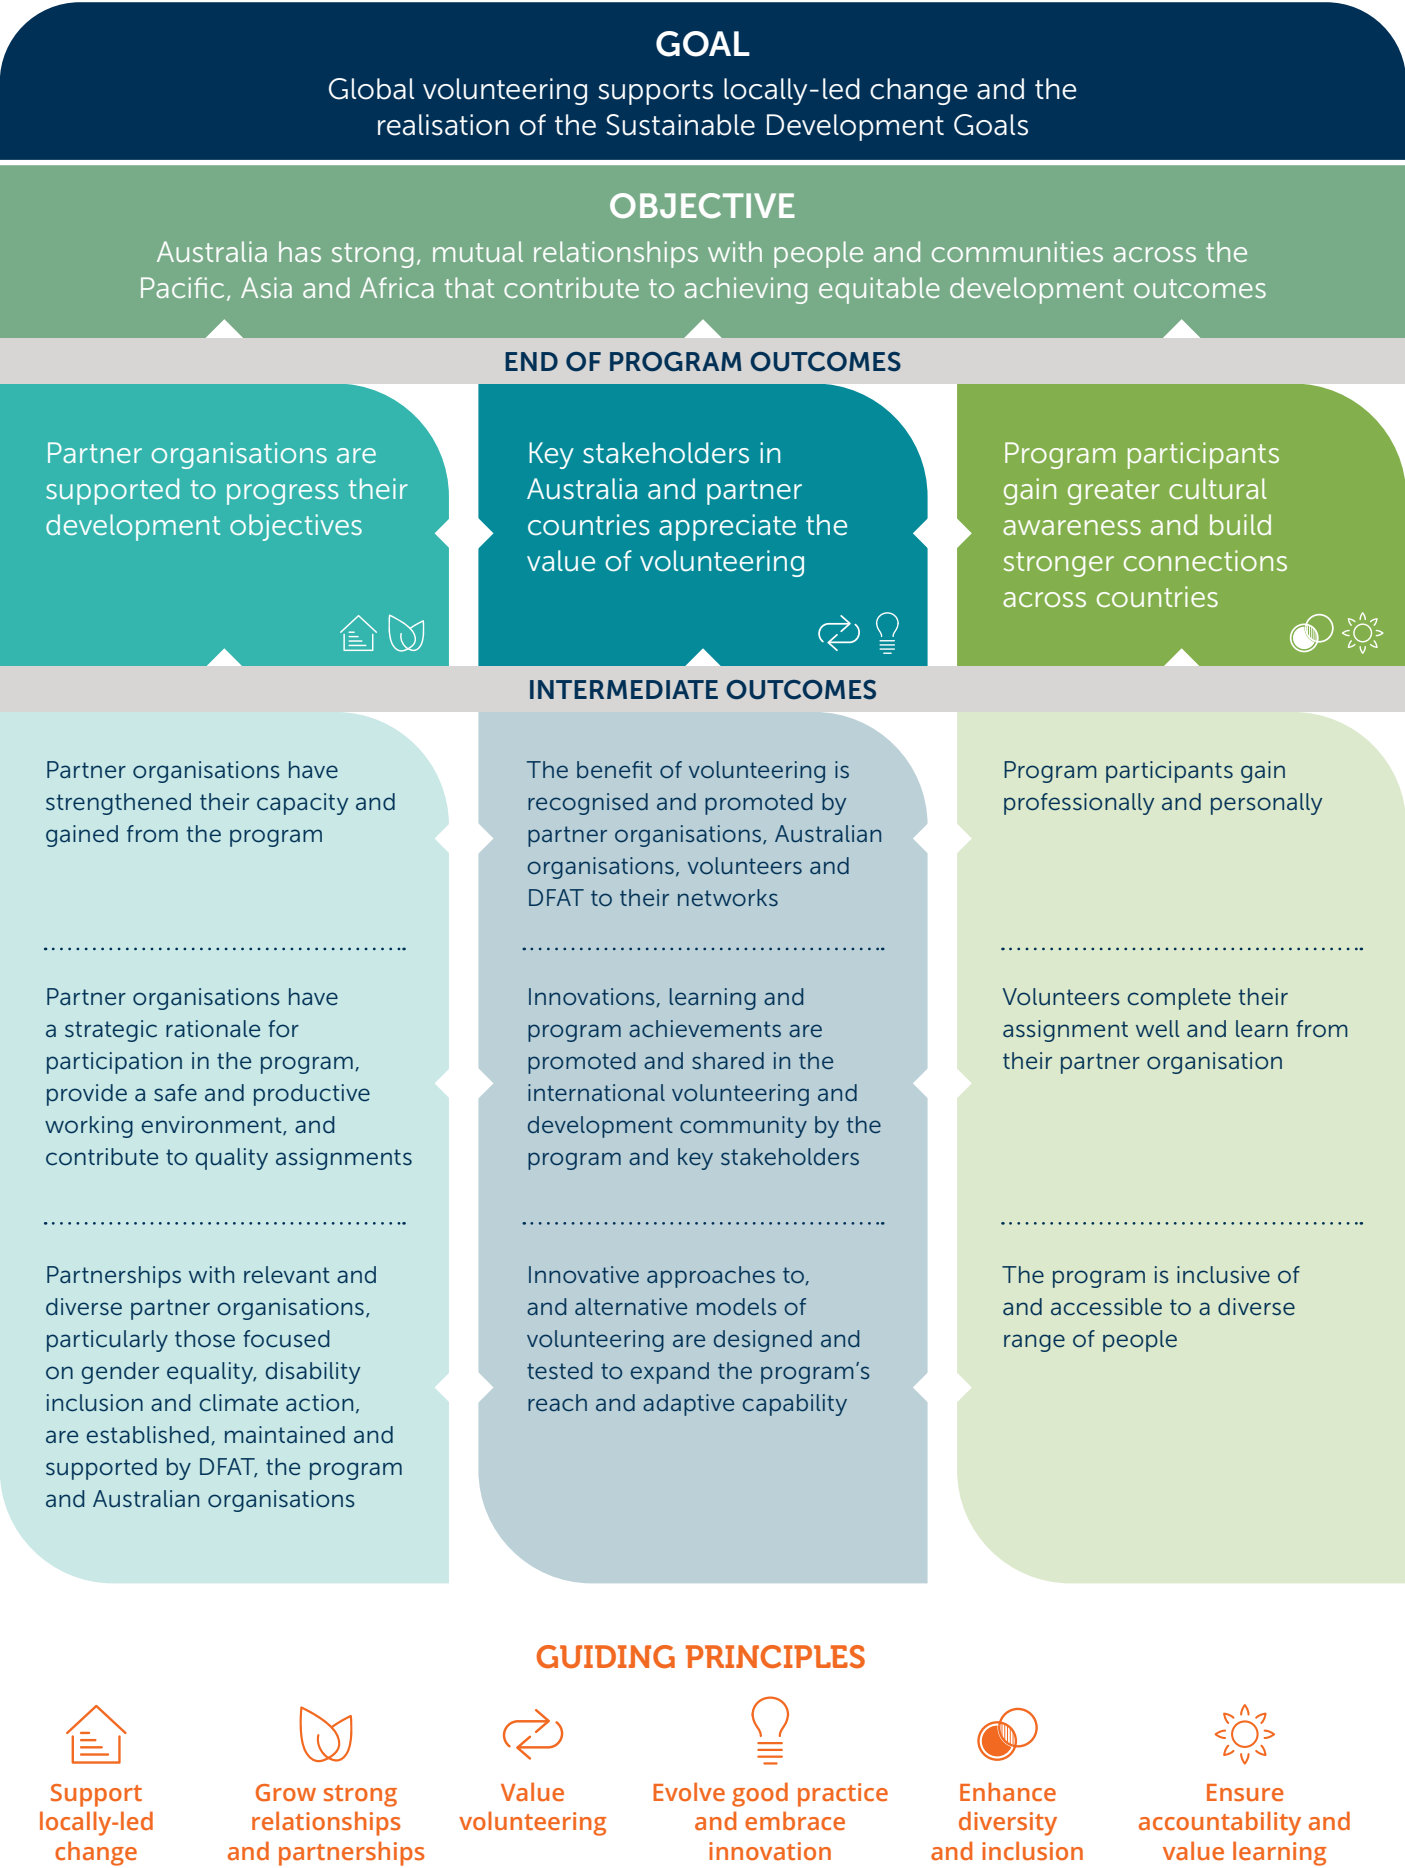 GOAL
Global volunteering supports locally-led change and the
realisation of the Sustainable Development Goals
OBJECTIVE
Australia has strong, mutual relationships with people and communities across the
Pacific, Asia and Africa that contribute to achieving equitable development outcomes
END OF PROGRAM OUTCOMES
Partner organisations are
supported to progress their
development objectives
Key stakeholders in
Australia and partner
countries appreciate the
value of volunteering
Program participants
gain greater cultural
awareness and build
stronger connections
across countries
INTERMEDIATE OUTCOMES
Partner organisations have
strengthened their capacity and
gained from the program
The benefit of volunteering is
recognised and promoted by
partner organisations, Australian
organisations, volunteers and
DFAT to their networks
Program participants gain
professionally and personally
Partner organisations have
a strategic rationale for
participation in the program,
provide a safe and productive
working environment, and
contribute to quality assignments
Innovations, learning and
program achievements are
promoted and shared in the
international volunteering and
development community by the
program and key stakeholders
Volunteers complete their
assignment well and learn from
their partner organisation
Partnerships with relevant and
diverse partner organisations,
particularly those focused
on gender equality, disability
inclusion and climate action,
are established, maintained and
supported by DFAT, the program
and Australian organisations
Innovative approaches to,
and alternative models of
volunteering are designed and
tested to expand the program's
reach and adaptive capability
The program is inclusive of
and accessible to a diverse
range of people
GUIDING PRINCIPLES
Support
locally-led
change
Grow strong
relationships
and partnerships
Value
volunteering
Evolve good practice
and embrace
innovation
Enhance
diversity
and inclusion
Ensure
accountability and
value learning